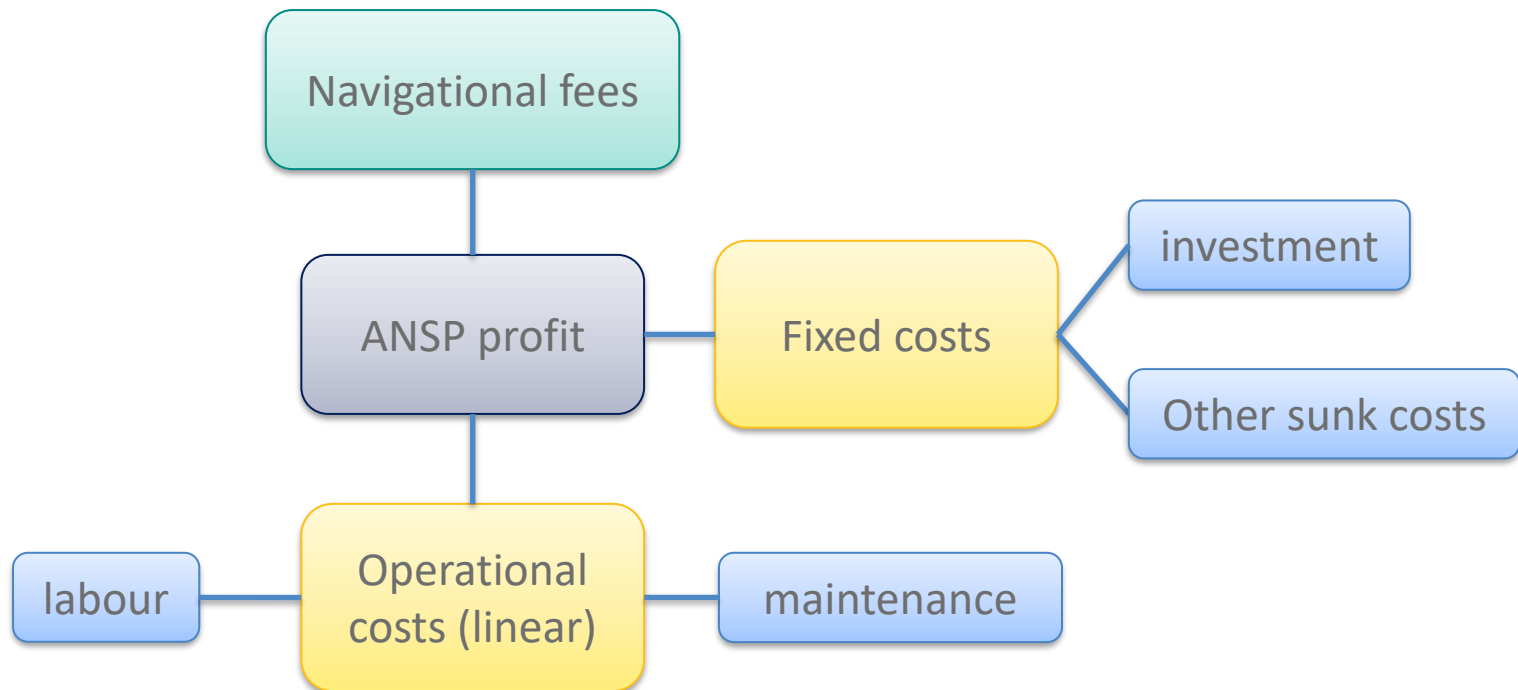 Navigational fees
investment
ANSP profit
Fixed costs
Other sunk costs
labour
Operational
costs (linear)
maintenance